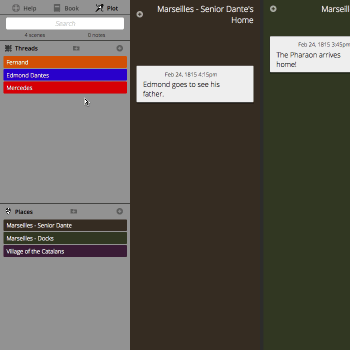 Help Book Plot
Search
4 scenes 0 notes
Threads
Fernand
Edmond Dantes
Mercedes
Places
Marseilles - Senior Dante
Marseilles - Docks
Village of the Catalans
Marseilles - Senior Dante's
Home
Feb 24, 1815 4:15pm
Edmond goes to see his
father.
Marseill
Feb 24, 1815 3:45pm
The Pharaon arrives
home!